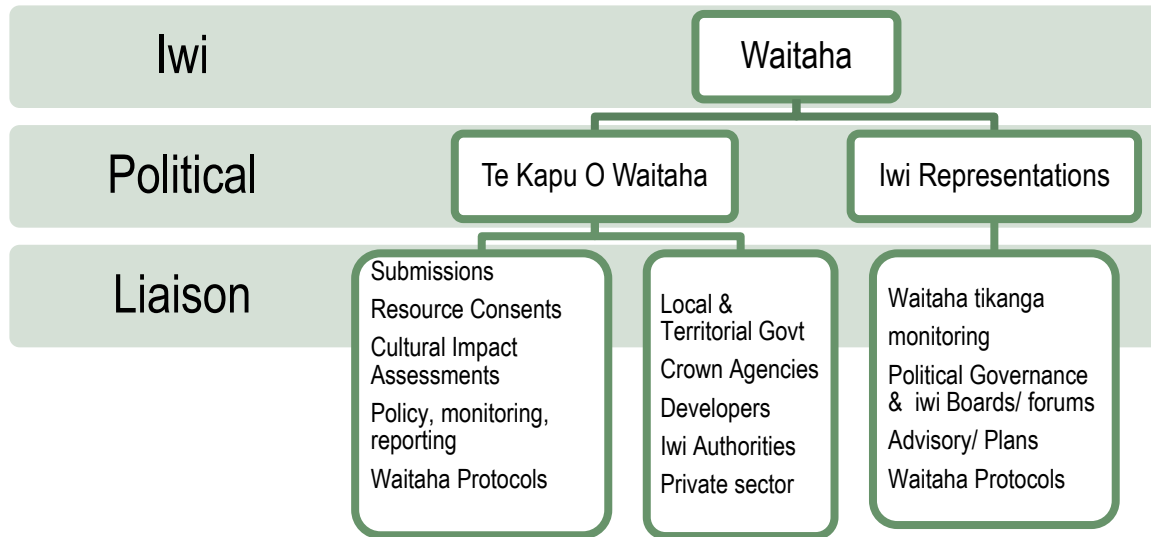 Iwi
Waitaha
Political
Te Kapu O Waitaha
Iwi Representations
Liaison
Submissions
Resource Consents
Cultural Impact
Assessments
Policy, monitoring,
reporting
Waitaha Protocols
Local &
Territorial Govt
Crown Agencies
Developers
Iwi Authorities
Private sector
Waitaha tikanga
monitoring
Political Governance
& iwi Boards/ forums
Advisory/ Plans
Waitaha Protocols